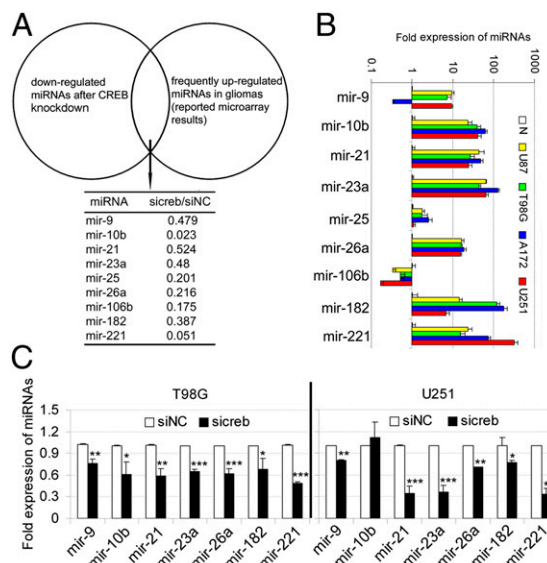 A
down-regulated
miRNAs after CREB
knockdown
frequently up-regulated
miRNAs in gliomas
(reported microarray
results)
miRNA sicreb/siNC
mir-9 0.479
mir-10b 0.023
mir-21 0.524
mir-23a 0.48
mir-25 0.201
mir-26a 0.216
mir-106b 0.175
mir-182 0.387
mir-221 0.051
B
Fold expression of miRNAs
0.1 1 10 100
mir-9
mir-10b
mir-21
mir-23a
mir-25
mir-26a
mir-106b
mir-182
mir-221
N
U87
T98G
A172
U251
C
Fold expression of miRNAs
T98G
siNC sicreb
1.5
1.2
0.9
0.6
0.3
0
** * ** *** *** * ***
mir-9 mir-10b mir-21 mir-23a mir-26a mir-182 mir-221
U251
siNC sicreb
** *** *** ** *
mir-9 mir-10b mir-21 mir-23a mir-26a mir-182 mir-221